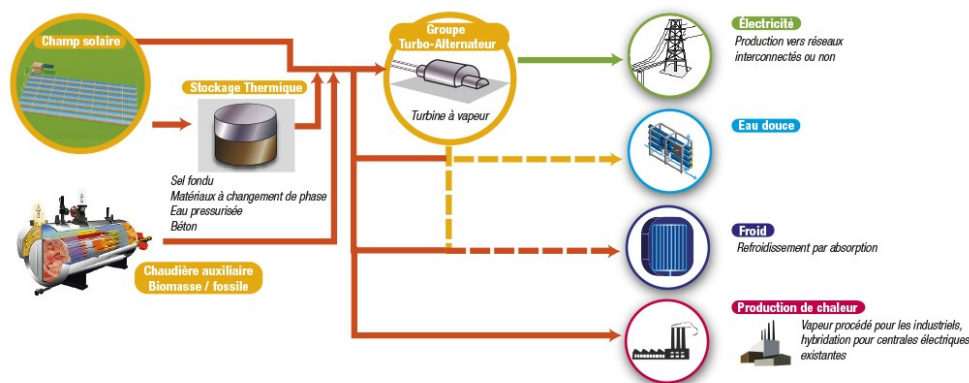 Champ solaire
Stockage Thermique
Sel fondu
Matériaux à changement de phase
Eau pressurisée
Béton
Chaudière auxiliaire
Biomasse / fossile
Groupe
Turbo-Alternateur
Turbine à vapeur
Électricité
Production vers réseaux
interconnectés ou non
Eau douce
Froid
Refroidissement par absorption
Production de chaleur
Vapeur procédé pour les industriels,
hybridation pour centrales électriques
existantes